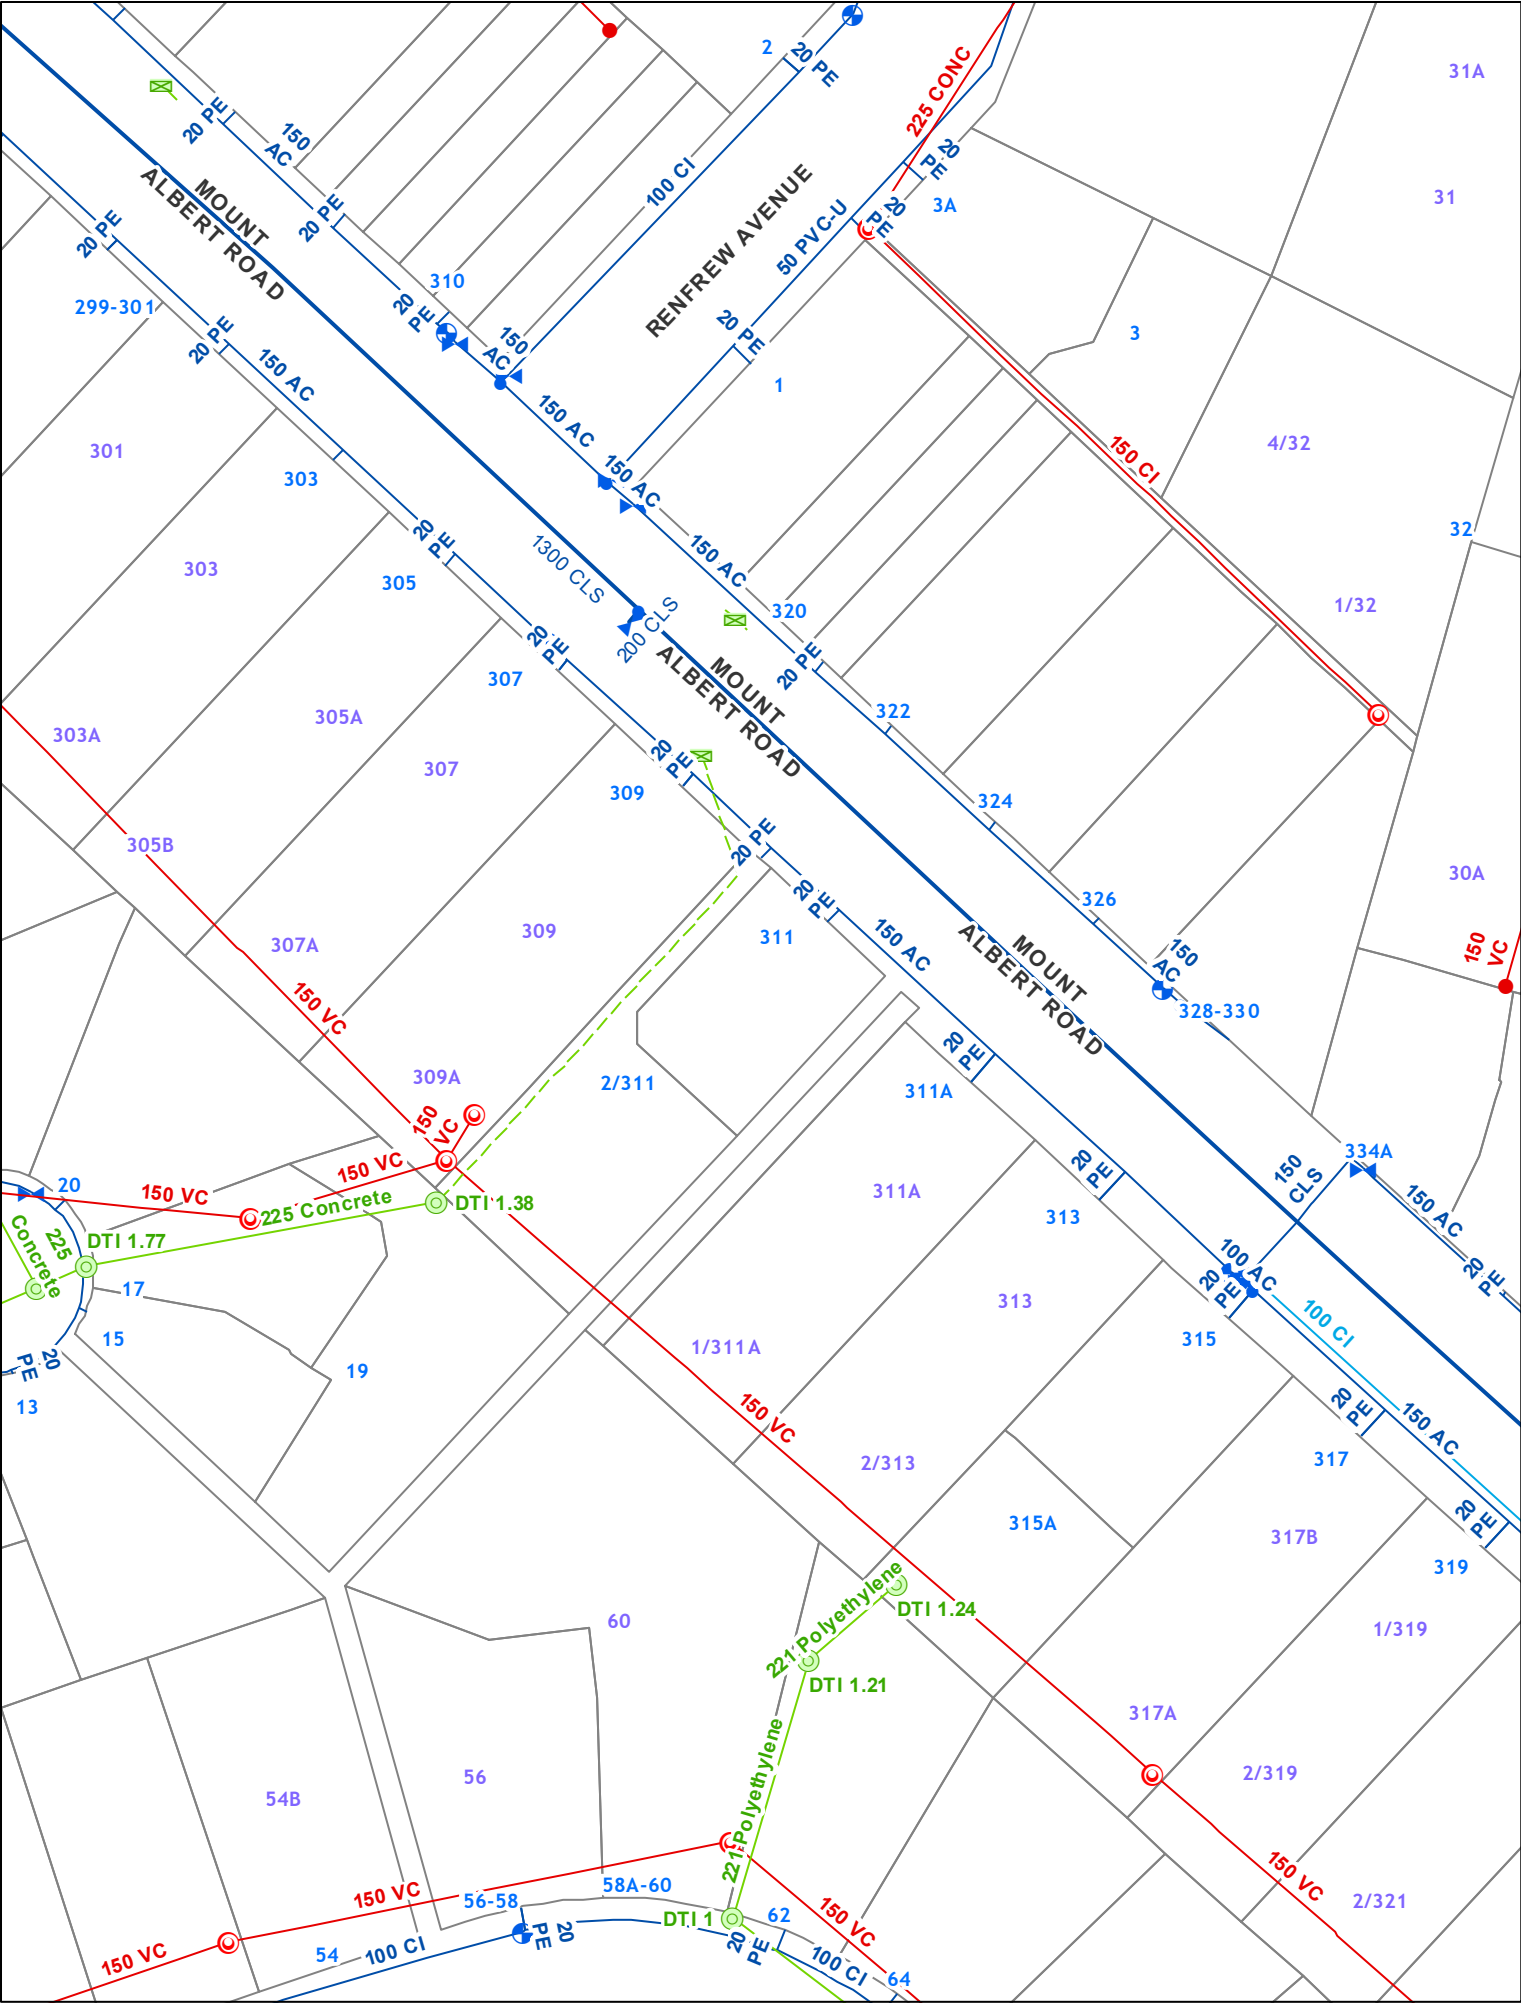 2
20 PE
225 CONC
31A
20 PE
150
AC
20
PE
100 CI
MOUNT
ALBERT ROAD
RENFREW AVENUE
31
20
PE
3A
50 PVC-U
20 PE
20 PE
299-301
310
20
PE
20 PE
150
AC
20 PE
3
150 AC
1
150 AC
301
303
150 AC
150 CI
4/32
20
PE
1300 CLS
150 AC
32
303
305
200 CLS
320
1/32
20
PE
307
20 PE
MOUNT
ALBERT ROAD
303A
305A
322
307
20
PE
309
324
305B
20 PE
30A
20
PE
326
307A
309
311
150 AC
150
AC
150
VC
MOUNT
ALBERT ROAD
328-330
150 VC
309A
2/311
20
PE
311A
150
VC
150 VC
334A
20
150 VC
225 Concrete
DTI 1.38
20
PE
311A
150
CLS
150 AC
225
Concrete
DTI 1.77
313
100 AC
20
PE
20
PE
17
313
100 CI
15
20
PE
19
1/311A
315
13
150 VC
20
PE
150 AC
2/313
317
315A
317B
20
PE
319
221 Polyethylene
DTI 1.24
60
1/319
DTI 1.21
317A
221 Polyethylene
56
54B
2/319
150 VC
56-58
58A-60
150 VC
2/321
DTI 1
62
150 VC
150 VC
54
100 CI
20
PE
20
PE
100 CI
64